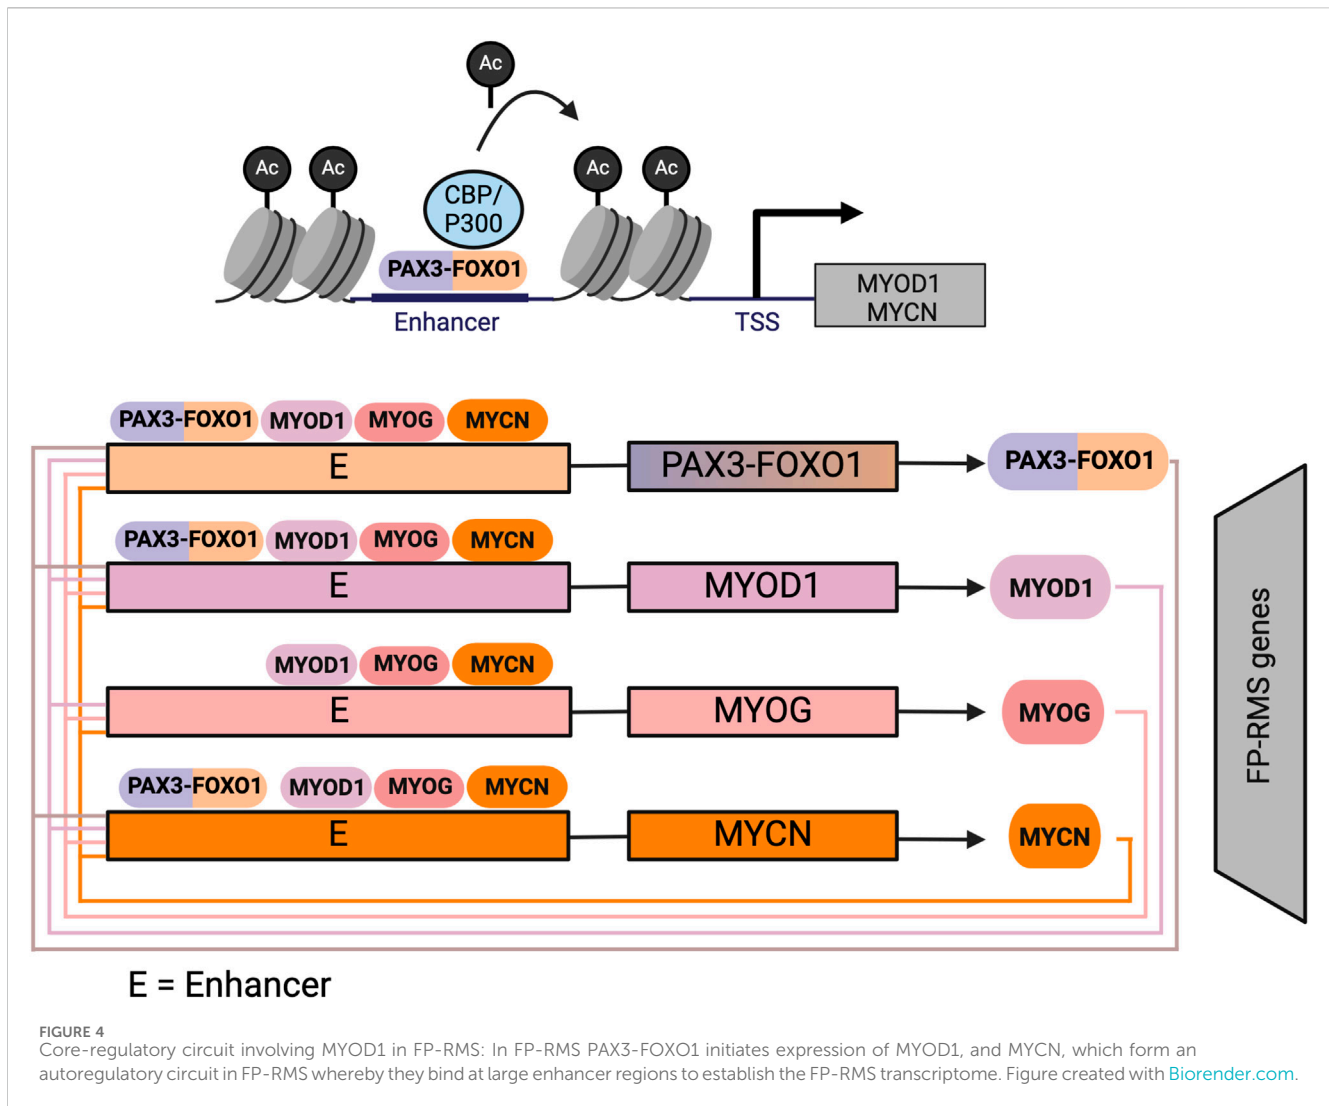 Ac
Ac
Ac
Ac
Ac
CBP/
P300
PAX3-FOXO1
Enhancer
TSS
MYOD1
MYCN
PAX3-FOXO1
MYOD1
MYOG
MYCN
E
PAX3-FOXO1
PAX3-FOXO1
PAX3-FOXO1
MYOD1
MYOG
MYCN
E
MYOD1
MYOD1
MYOD1
MYOG
MYCN
E
MYOG
MYOG
PAX3-FOXO1
MYOD1
MYOG
MYCN
E
MYCN
MYCN
FP-RMS genes
E = Enhancer
FIGURE 4
Core-regulatory circuit involving MYOD1 in FP-RMS: In FP-RMS PAX3-FOXO1 initiates expression of MYOD1, and MYCN, which form an
autoregulatory circuit in FP-RMS whereby they bind at large enhancer regions to establish the FP-RMS transcriptome. Figure created with Biorender.com.